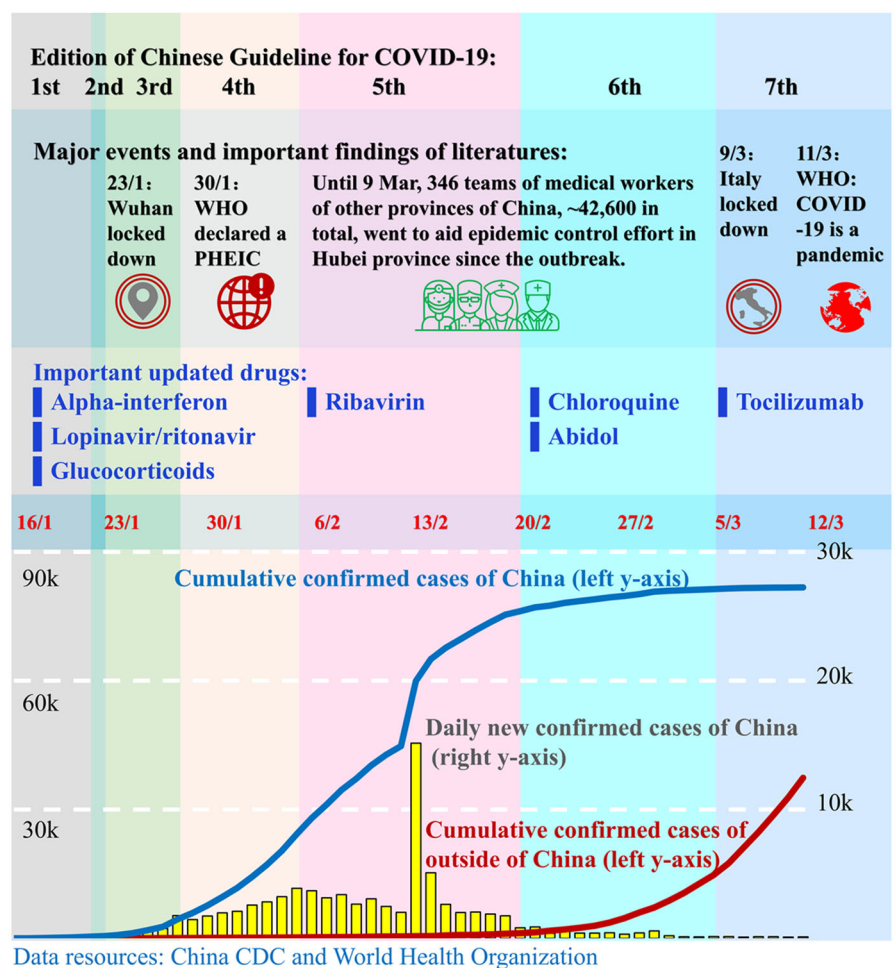 Edition of Chinese Guideline for COVID-19:
1st 2nd 3rd 4th 5th 6th 7th
Major events and important findings of literatures:
23/1:
Wuhan
locked
down
30/1:
WHO
declared a
PHEIC
Until 9 Mar, 346 teams of medical workers
of other provinces of China, ~42,600 in
total, went to aid epidemic control effort in
Hubei province since the outbreak.
9/3:
Italy
locked
down
11/3:
WHO:
COVID
-19 is a
pandemic
Important updated drugs:
Alpha-interferon
Lopinavir/ritonavir
Glucocorticoids
Ribavirin
Chloroquine
Abidol
Tocilizumab
16/1 23/1 30/1 6/2 13/2 20/2 27/2 5/3 12/3
90k
60k
30k
30k
20k
10k
Cumulative confirmed cases of China (left y-axis)
Daily new confirmed cases of China
(right y-axis)
Cumulative confirmed cases of
outside of China (left y-axis)
Data resources: China CDC and World Health Organization